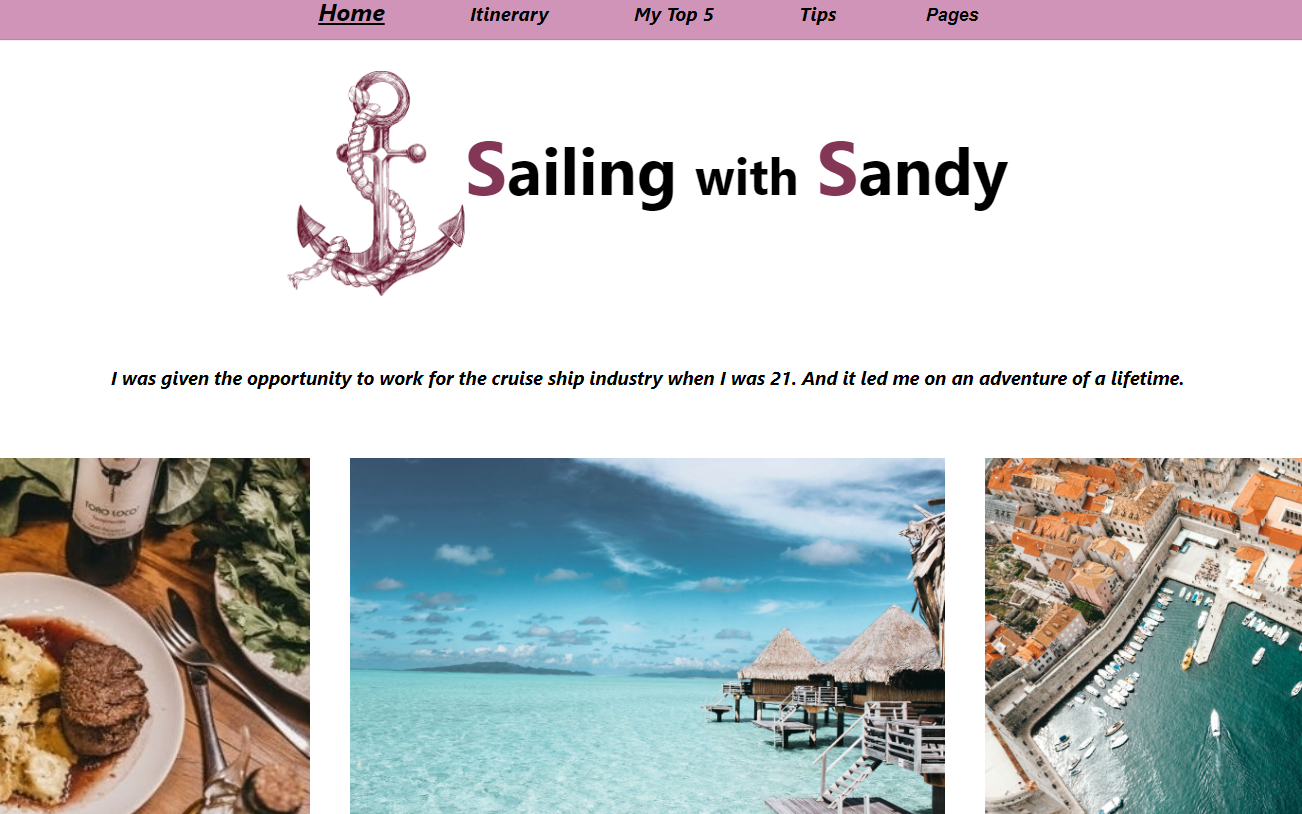 Home Itinerary My Top 5 Tips Pages
Sailing with Sandy
I was given the opportunity to work for the cruise ship industry when I was 21. And it led me on an adventure of a lifetime.
TORO LOCO